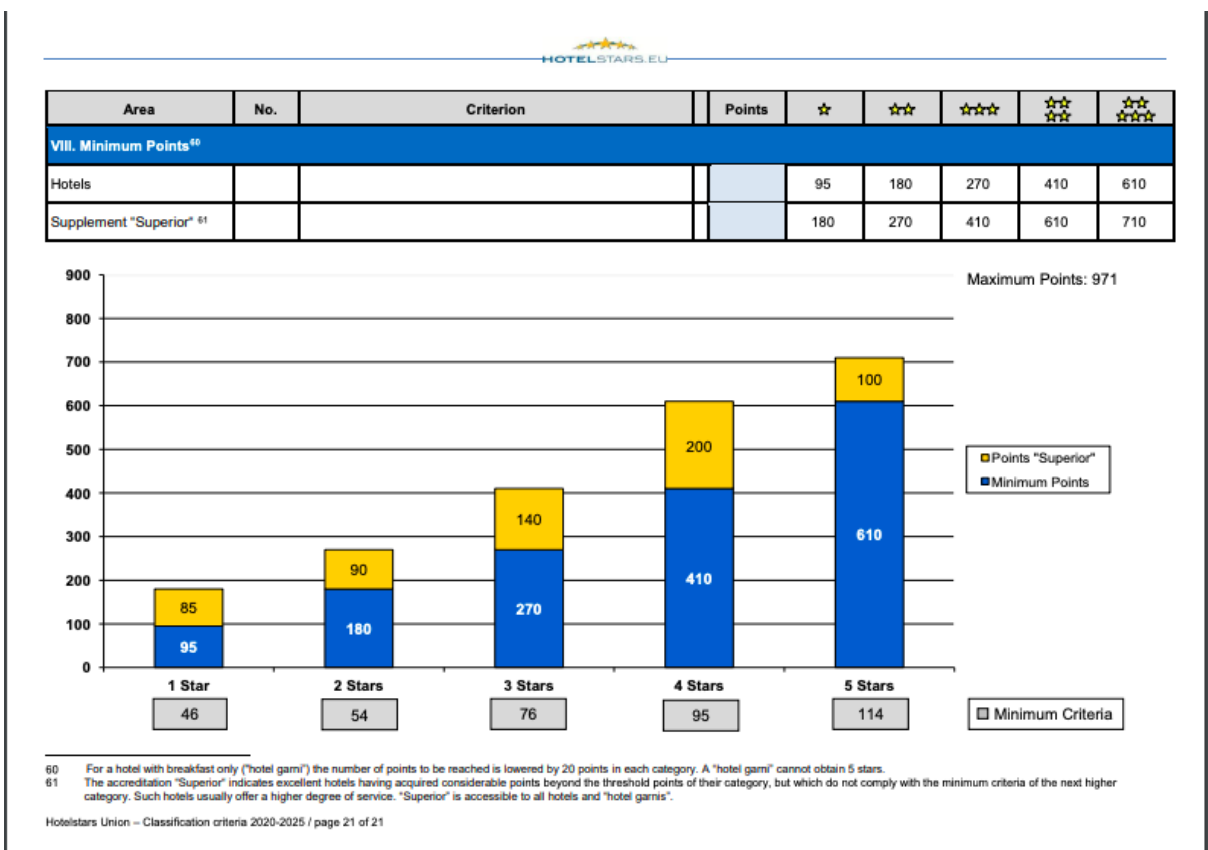 HOTELSTARS.EU
Area No. Criterion Points
VIII. Minimum Points60
Hotels 95 180 270 410 610
Supplement "Superior" 61 180 270 410 610 710
Maximum Points: 971
900
800
700
600
500
400
300
200
100
0
85
95
90
180
140
270
200
410
100
610
Points "Superior"
Minimum Points
1 Star 2 Stars 3 Stars 4 Stars 5 Stars
46 54 76 95 114 Minimum Criteria
60 For a hotel with breakfast only ("hotel garni") the number of points to be reached is lowered by 20 points in each category. A "hotel garni" cannot obtain 5 stars.
61 The accreditation "Superior" indicates excellent hotels having acquired considerable points beyond the threshold points of their category, but which do not comply with the minimum criteria of the next higher
category. Such hotels usually offer a higher degree of service. "Superior" is accessible to all hotels and "hotel garnis".
Hotelstars Union – Classification criteria 2020-2025 / page 21 of 21